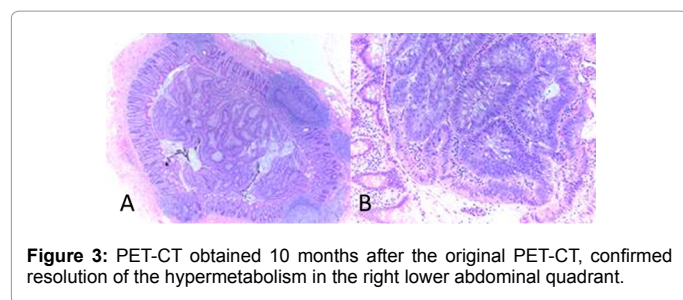 A B
Figure 3: PET-CT obtained 10 months after the original PET-CT, confirmed
resolution of the hypermetabolism in the right lower abdominal quadrant.